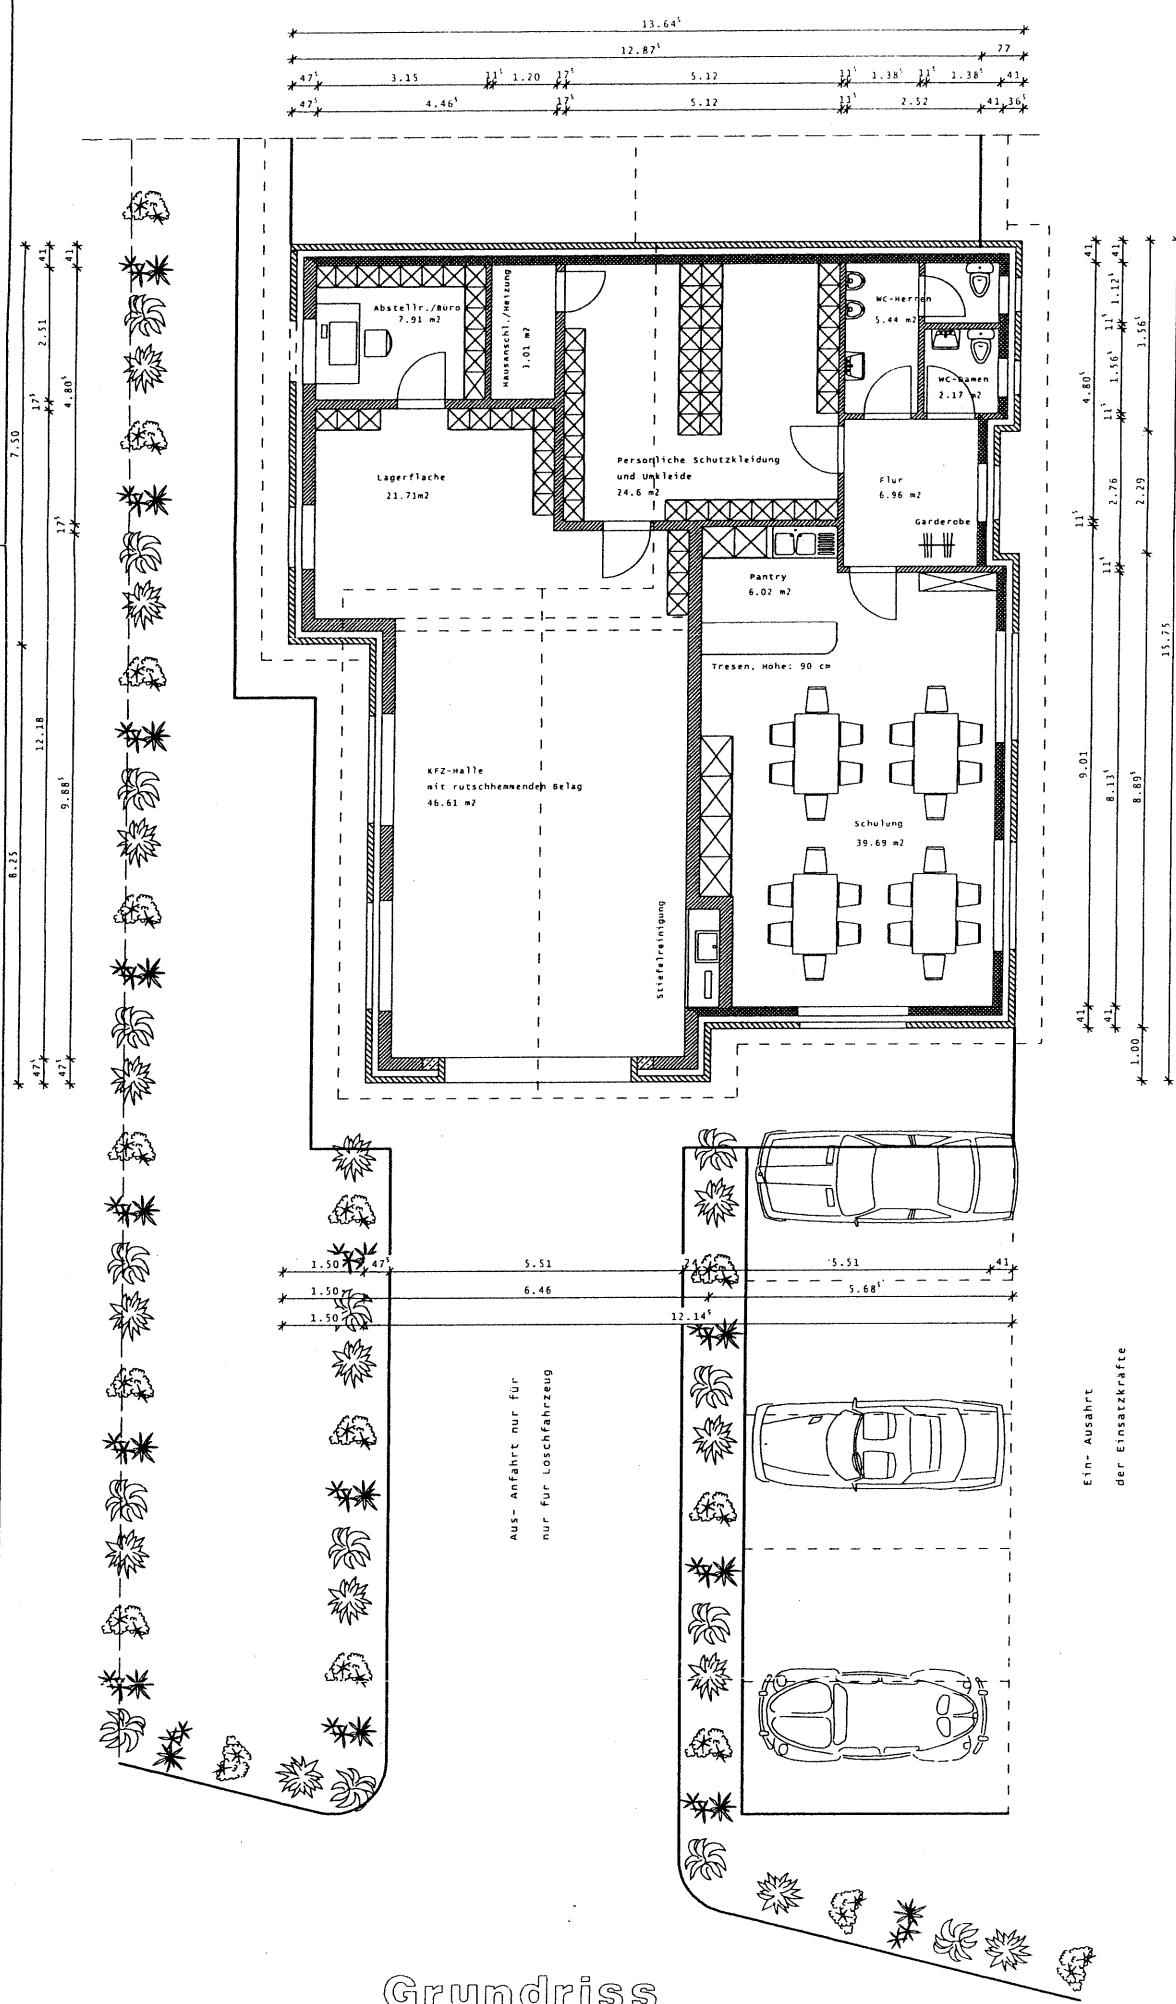 13.64⁵
12.87⁵ 77
47⁵ 3.15 11⁵ 1.20 17⁵ 5.12 11⁵ 1.38⁵ 11⁵ 1.38⁵ 41
47⁵ 4.46⁵ 17⁵ 5.12 11⁵ 2.52 41 36⁵
7.50
8.25
41
2.51
17⁵
12.18
47⁵
41
4.80⁵
17⁵
9.88⁵
47⁵
Abstellr./Büro
7.91 m2
Hausanschl./Heizung
3.01 m2
WC-Herren
5.44 m2
WC-Damen
2.17 m2
Lagerfläche
21.71m2
Persönliche Schutzkleidung
und Umkleide
24.6 m2
Flur
6.96 m2
Garderobe
Pantry
6.02 m2
Tresen, Höhe: 90 cm
KFZ-Halle
mit rutschhemmenden Belag
46.61 m2
Schulung
39.69 m2
Stiefelreinigung
41
4.80⁵
11⁵
9.01
41
41
1.12⁵
11⁵
1.56⁵
11⁵
2.76
11⁵
8.13⁵
41
3.56⁵
2.29
8.89⁵
1.00
15.75
1.50 47⁵ 5.51 24 5.51 41
1.50 6.46 5.68⁵
1.50 12.14⁵
Aus- Anfahrt nur für
nur für Löschfahrzeug
Ein- Ausahrt
der Einsatzkräfte
Grundriss